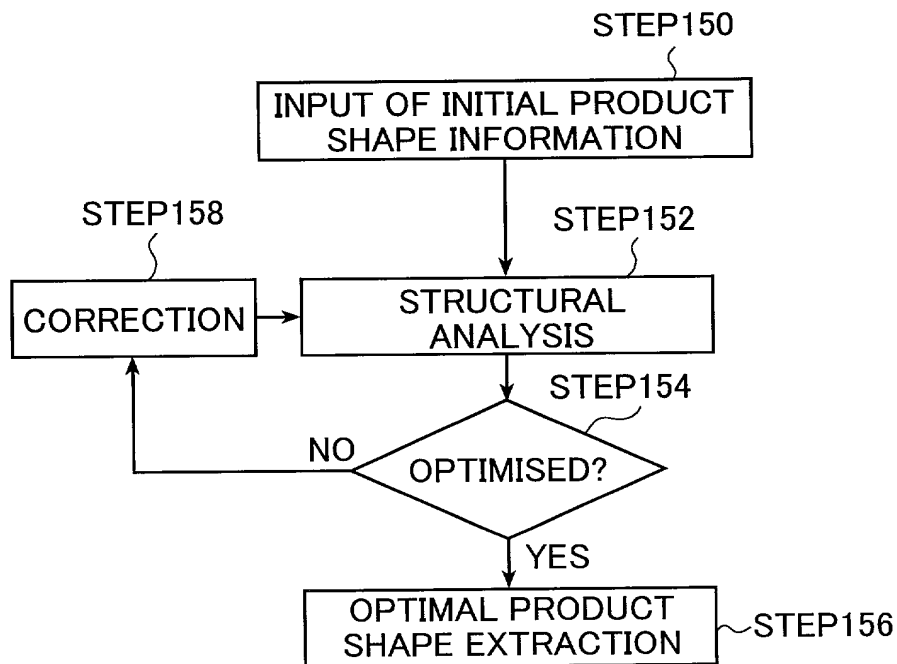 STEP150
INPUT OF INITIAL PRODUCT
SHAPE INFORMATION
STEP158
STEP152
CORRECTION
STRUCTURAL
ANALYSIS
STEP154
NO
OPTIMISED?
YES
OPTIMAL PRODUCT
SHAPE EXTRACTION
STEP156